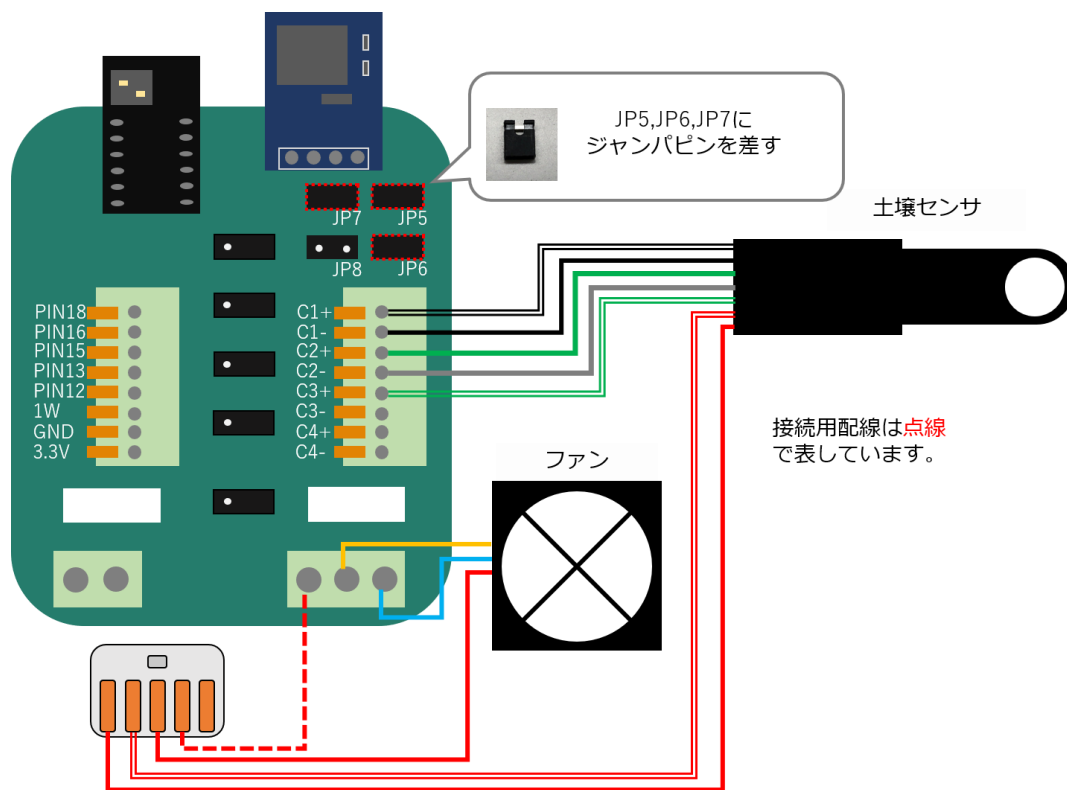 JP5,JP6,JP7に
ジャンパピンを差す
JP7
JP5
JP8
JP6
土壌センサ
PIN18
PIN16
PIN15
PIN13
PIN12
1W
GND
3.3V
C1+
C1-
C2+
C2-
C3+
C3-
C4+
C4-
接続用配線は点線
で表しています。
ファン